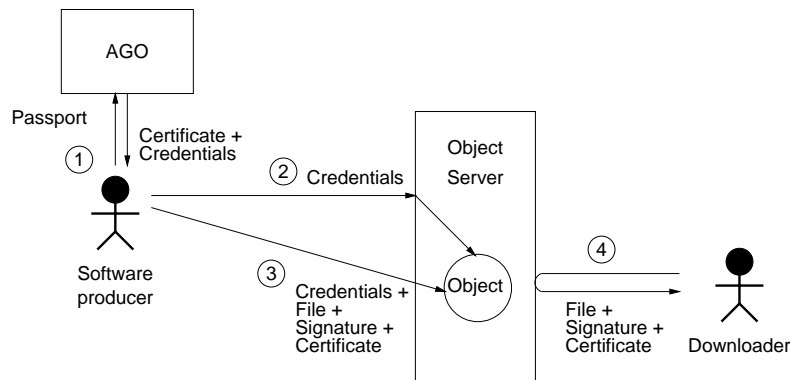 AGO
Passport
Certificate +
Credentials
1
Software
producer
2
Credentials
3
Credentials +
File +
Signature +
Certificate
Object
Server
Object
4
File +
Signature +
Certificate
Downloader